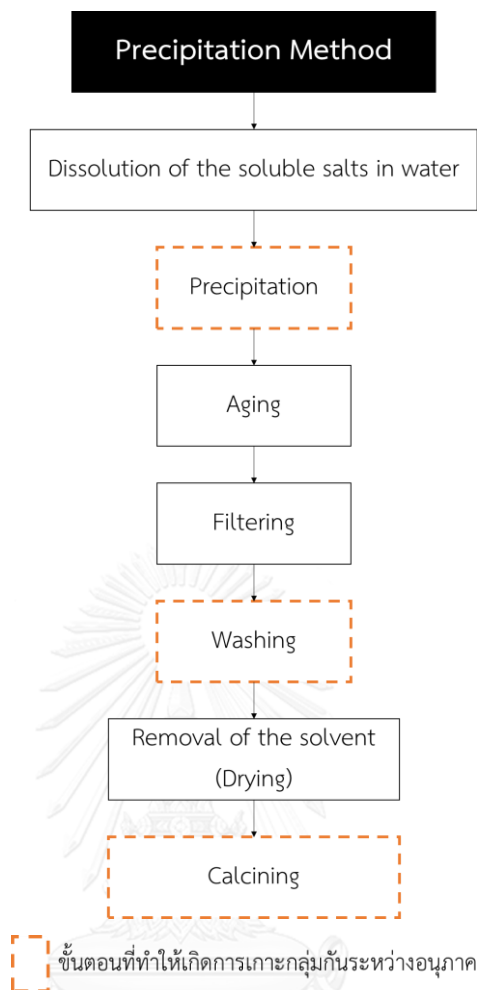 Precipitation Method
Dissolution of the soluble salts in water
Precipitation
Aging
Filtering
Washing
Removal of the solvent
(Drying)
Calcining
ขั้นตอนที่ทำให้เกิดการเกาะกลุ่มกันระหว่างอนุภาค